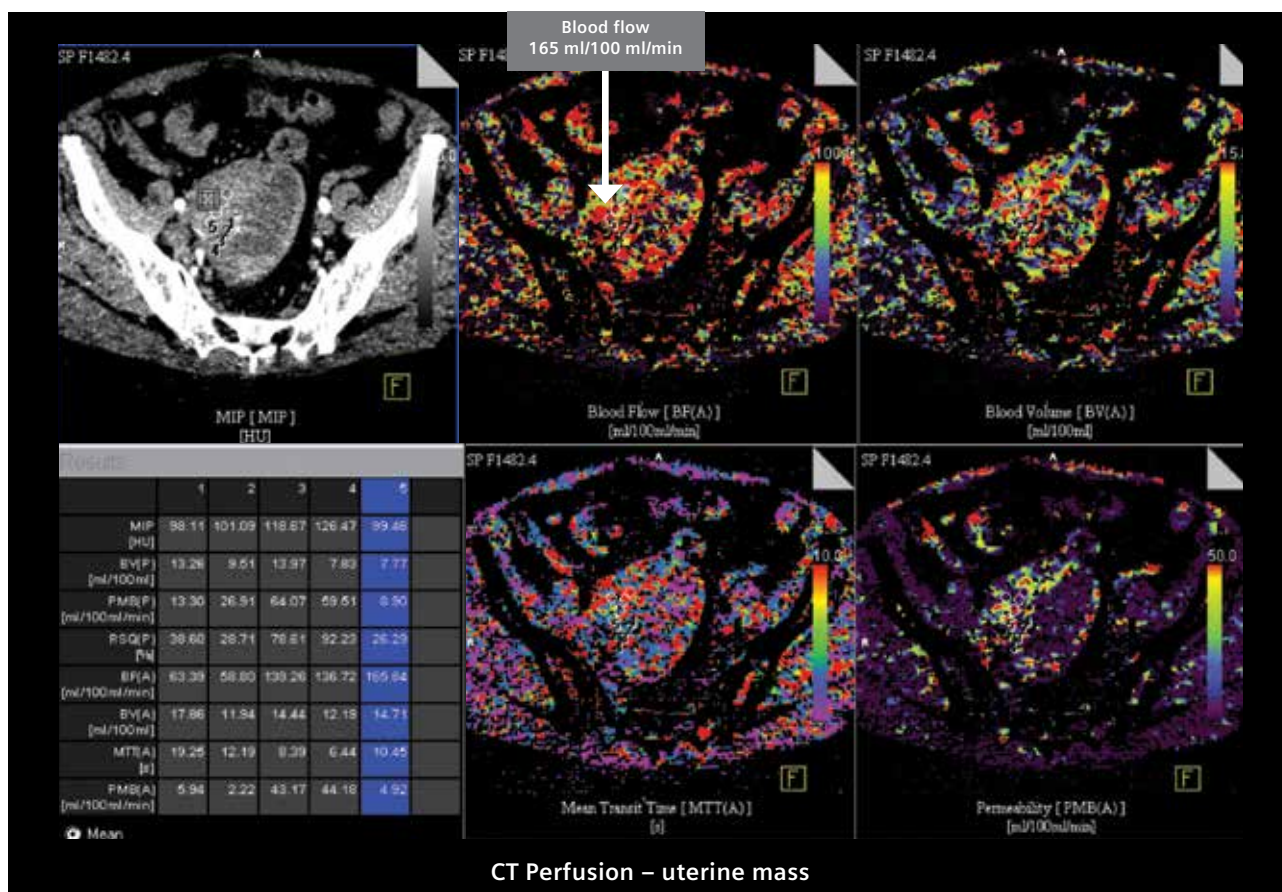 Blood flow
165 ml/100 ml/min
SP F1482.4
A
F
MIP [ MIP ]
[HU]
SP F14
100.
F
Blood Flow [ BF(A) ]
[ml/100ml/min]
SP F1482.4
15.
F
Blood Volume [ BV(A) ]
[ml/100ml]
Results
1 2 3 4 5
MIP 98.11 101.09 118.67 126.47 99.46
[HU]
BV(P) 13.26 9.51 13.97 7.83 7.77
[ml/100ml]
PMB(P) 13.30 26.91 64.07 59.51 8.90
[ml/100ml/min]
RSQ(P) 38.60 28.71 78.61 92.23 26.29
[%]
BF(A) 63.39 58.80 139.26 136.72 165.64
[ml/100ml/min]
BV(A) 17.86 11.94 14.44 12.19 14.71
[ml/100ml]
MTT(A) 19.25 12.19 8.39 6.44 10.45
[s]
PMB(A) 5.94 2.22 43.17 44.18 4.92
[ml/100ml/min]
Mean
SP F1482.4
A
R
10.0
F
Mean Transit Time [ MTT(A) ]
[s]
SP F1482.4
A
R
50.0
F
Permeability [ PMB(A) ]
[ml/100ml/min]
CT Perfusion – uterine mass